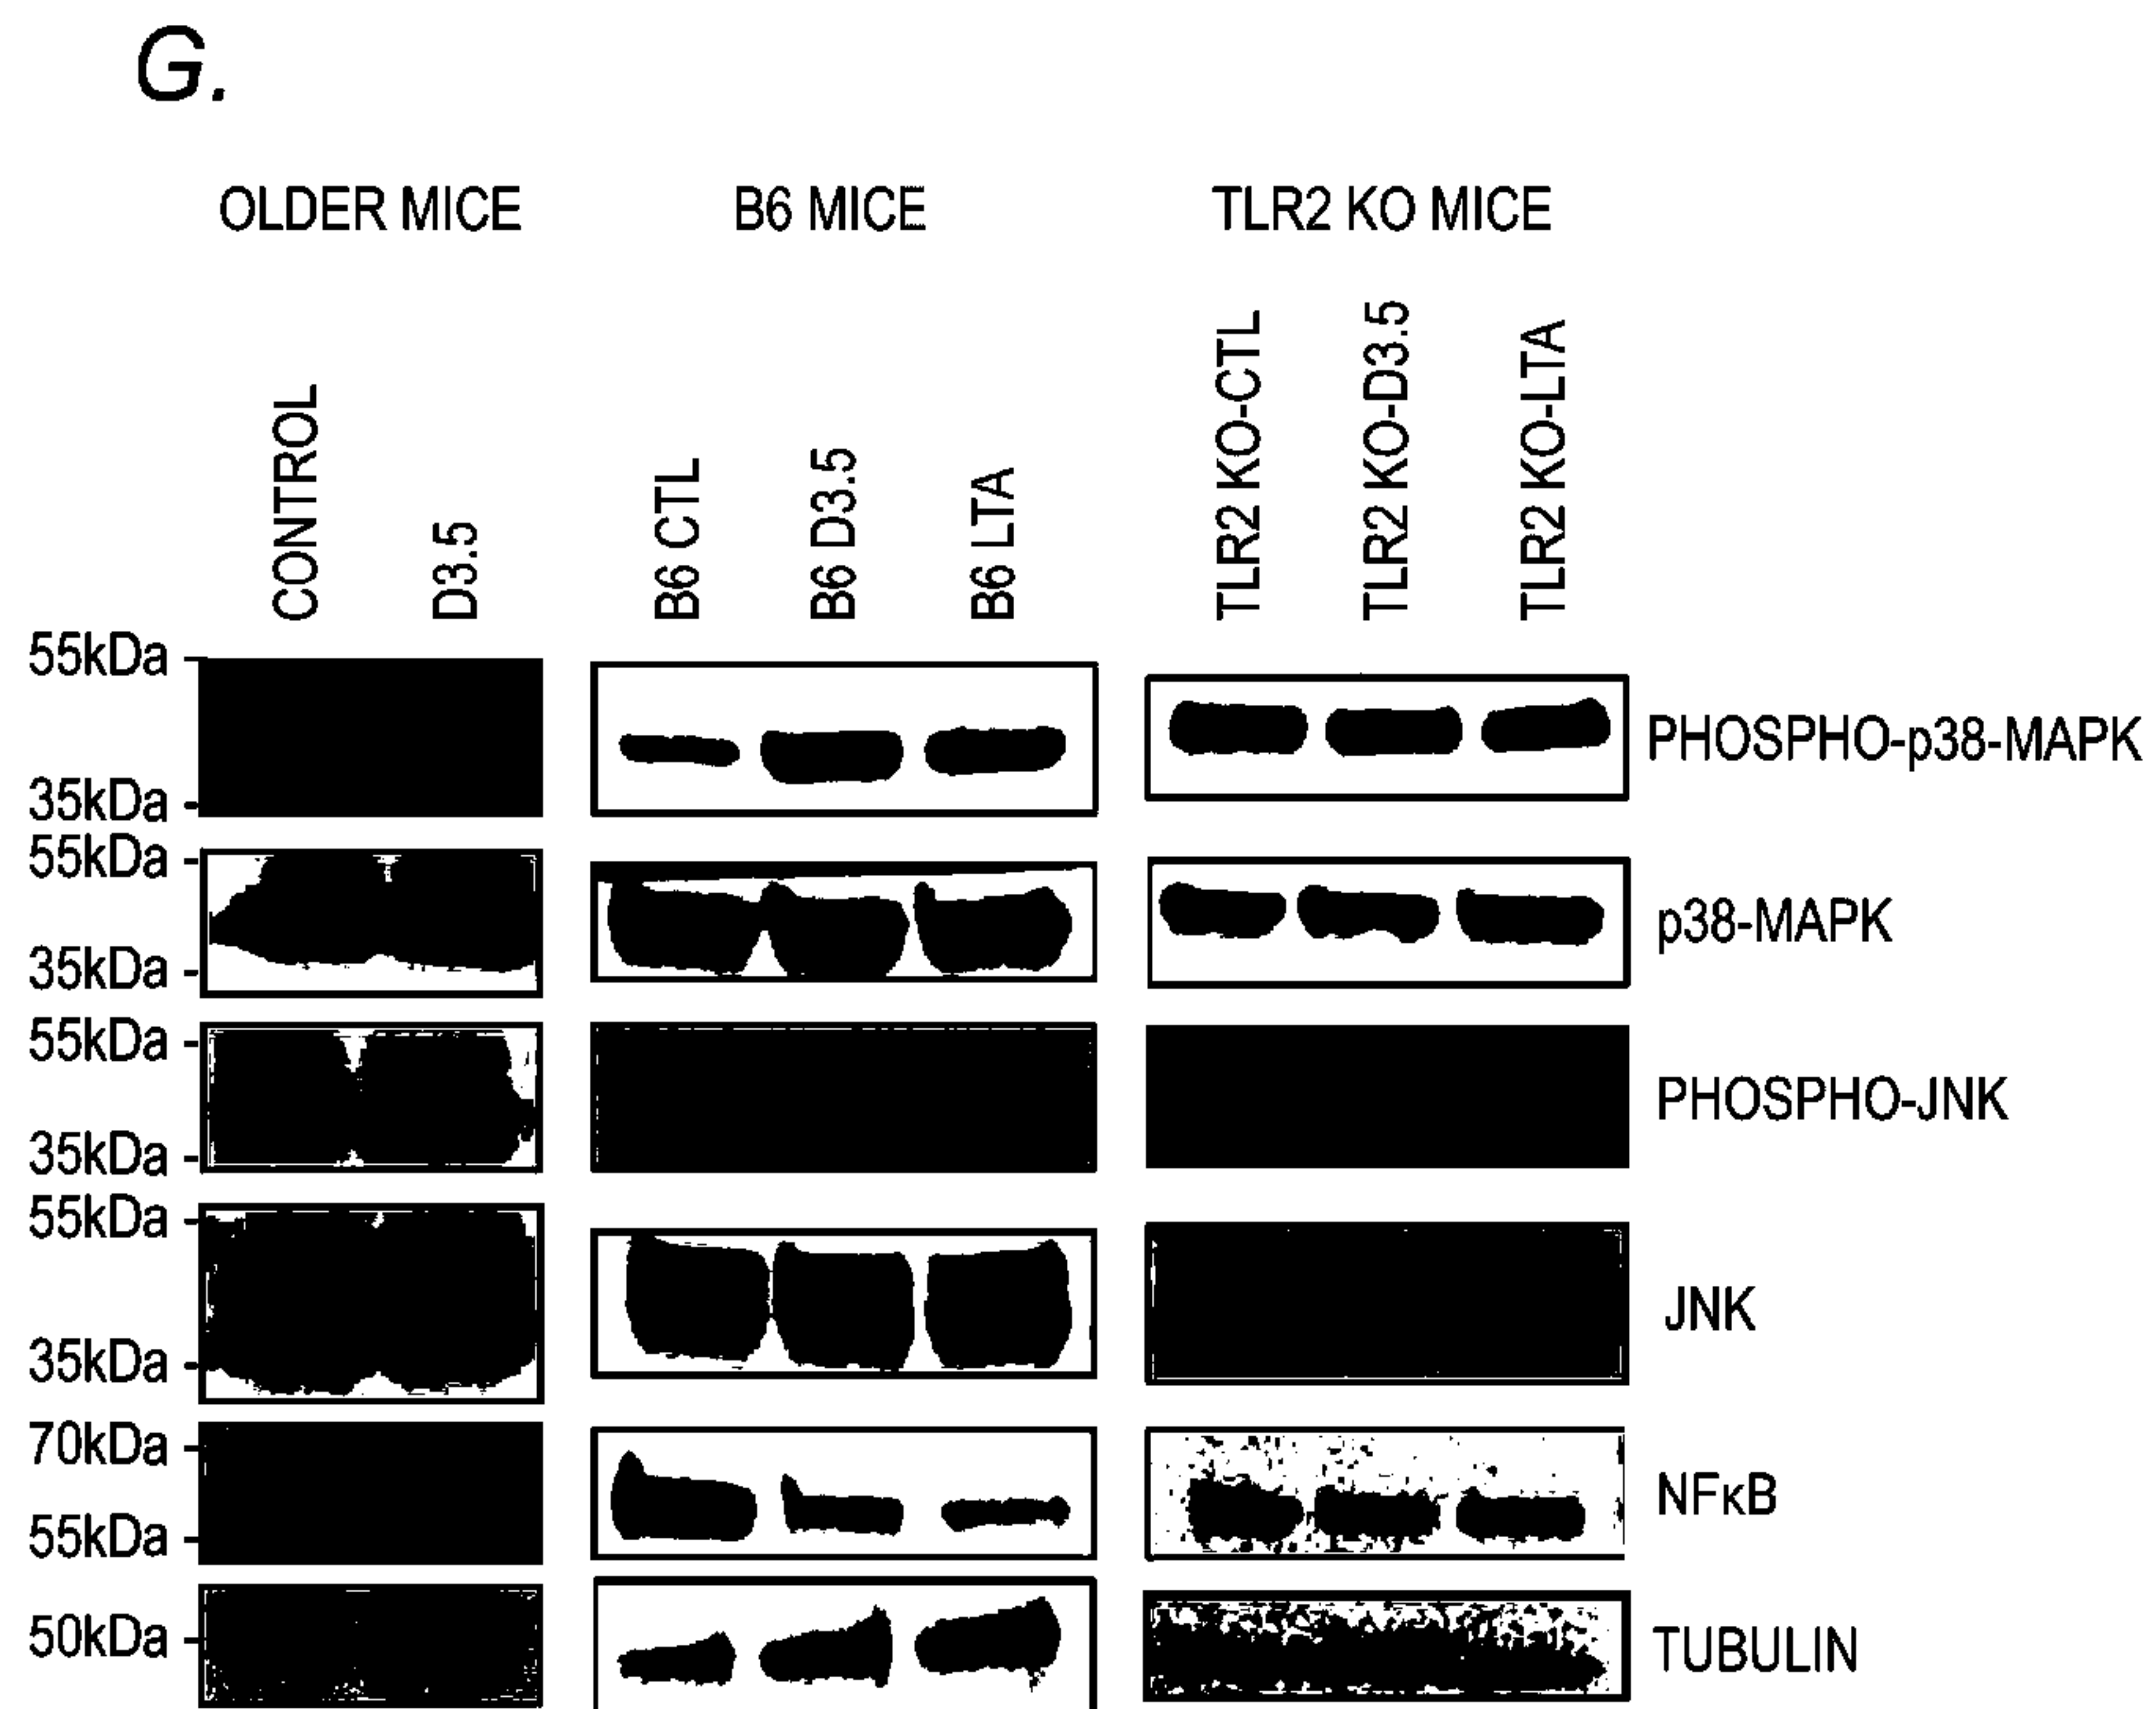 G.
OLDER MICE
B6 MICE
TLR2 KO MICE
CONTROL
D3.5
B6 CTL
B6 D3.5
B6 LTA
TLR2 KO-CTL
TLR2 KO-D3.5
TLR2 KO-LTA
55kDa
35kDa
PHOSPHO-p38-MAPK
55kDa
35kDa
p38-MAPK
55kDa
35kDa
PHOSPHO-JNK
55kDa
35kDa
JNK
70kDa
55kDa
NFκB
50kDa
TUBULIN